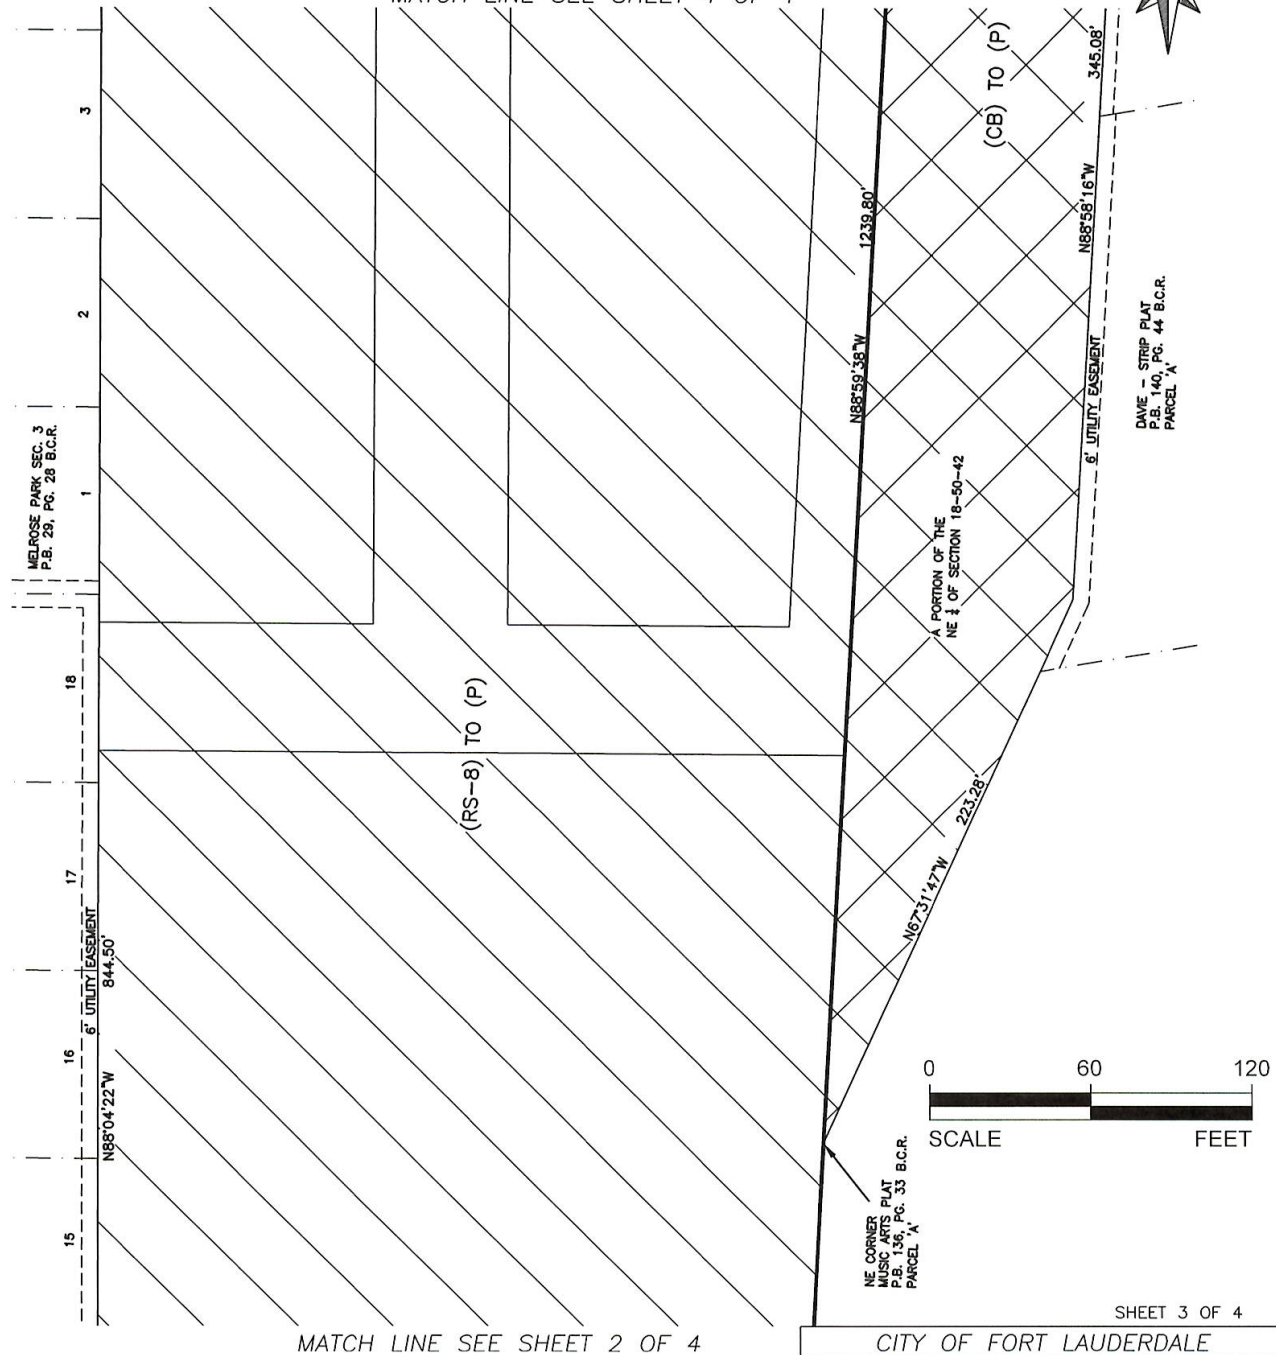 MATCH LINE SEE SHEET 4 OF 4
345.08'
(CB) TO (P)
3
N88°58'16"W
1239.80'
2
DAVIE – STRIP PLAT
P.B. 140, PG. 44 B.C.R.
PARCEL 'A'
6' UTILITY EASEMENT
N88°59'38"W
MELROSE PARK SEC. 3
P.B. 29, PG. 28 B.C.R.
1
A PORTION OF THE
NE ¼ OF SECTION 18-50-42
18
(RS-8) TO (P)
223.28'
17
N67°31'47"W
6' UTILITY EASEMENT
844.50'
16
N88°04'22"W
0 60 120
SCALE FEET
15
NE CORNER
MUSIC ARTS PLAT
P.B. 136, PG. 33 B.C.R.
PARCEL 'A'
SHEET 3 OF 4
MATCH LINE SEE SHEET 2 OF 4
CITY OF FORT LAUDERDALE